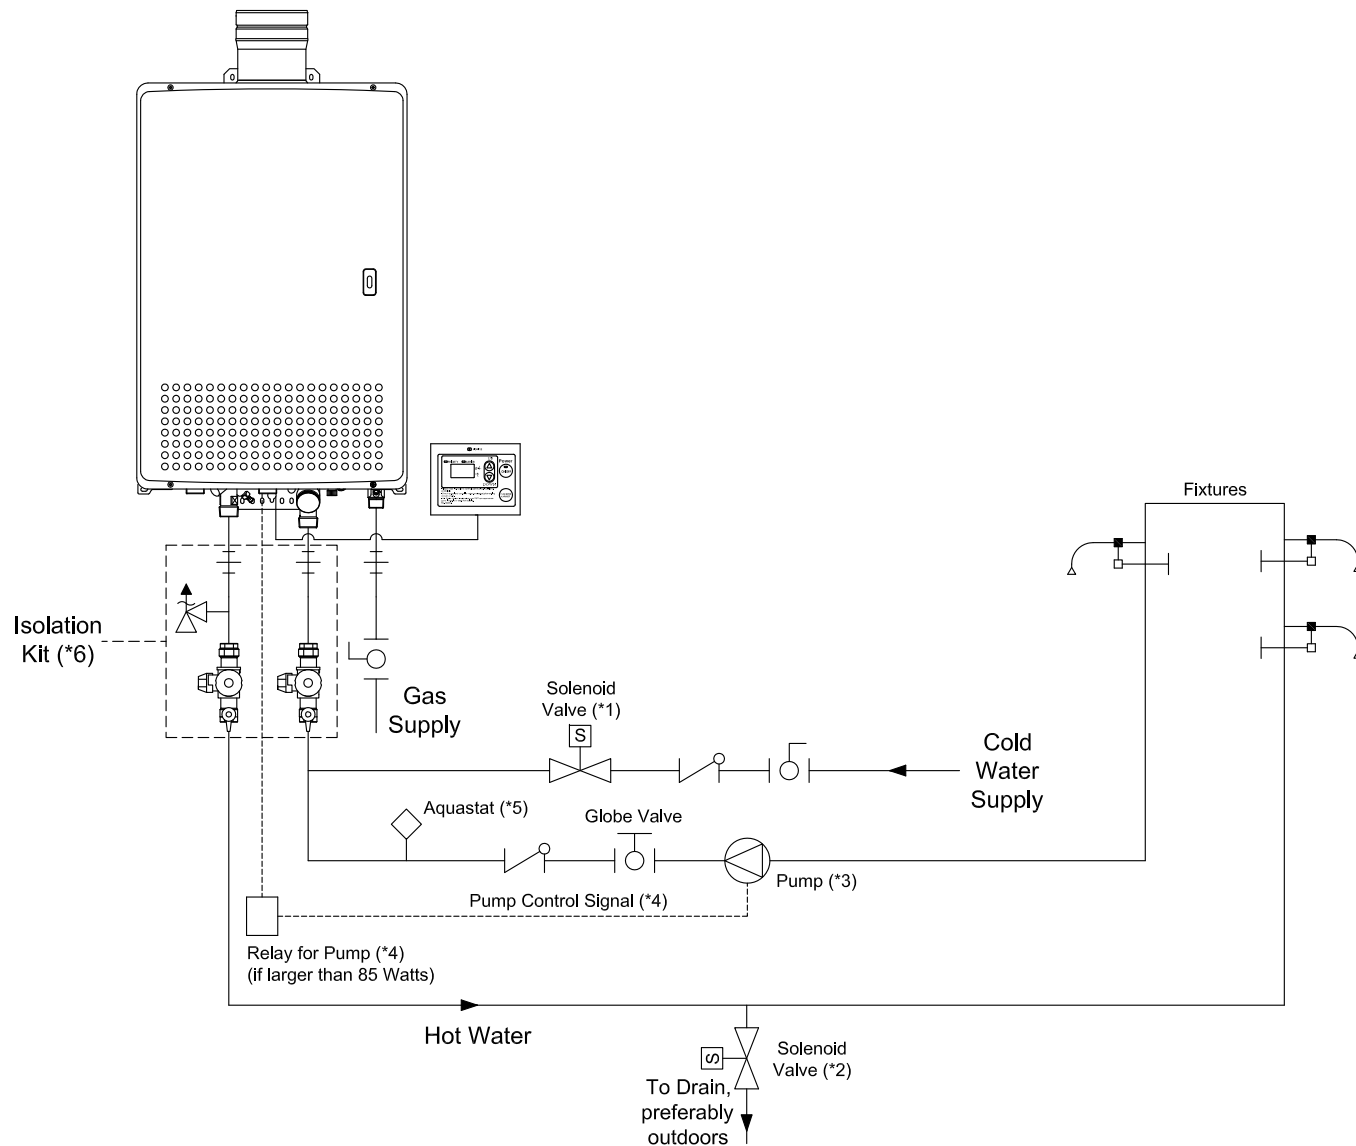 Power
Fixtures
Isolation
Kit (*6)
Gas
Supply
Solenoid
Valve (*1)
S
Cold
Water
Supply
Aquastat (*5)
Globe Valve
Pump (*3)
Pump Control Signal (*4)
Relay for Pump (*4)
(if larger than 85 Watts)
Hot Water
S
Solenoid
Valve (*2)
To Drain,
preferably
outdoors